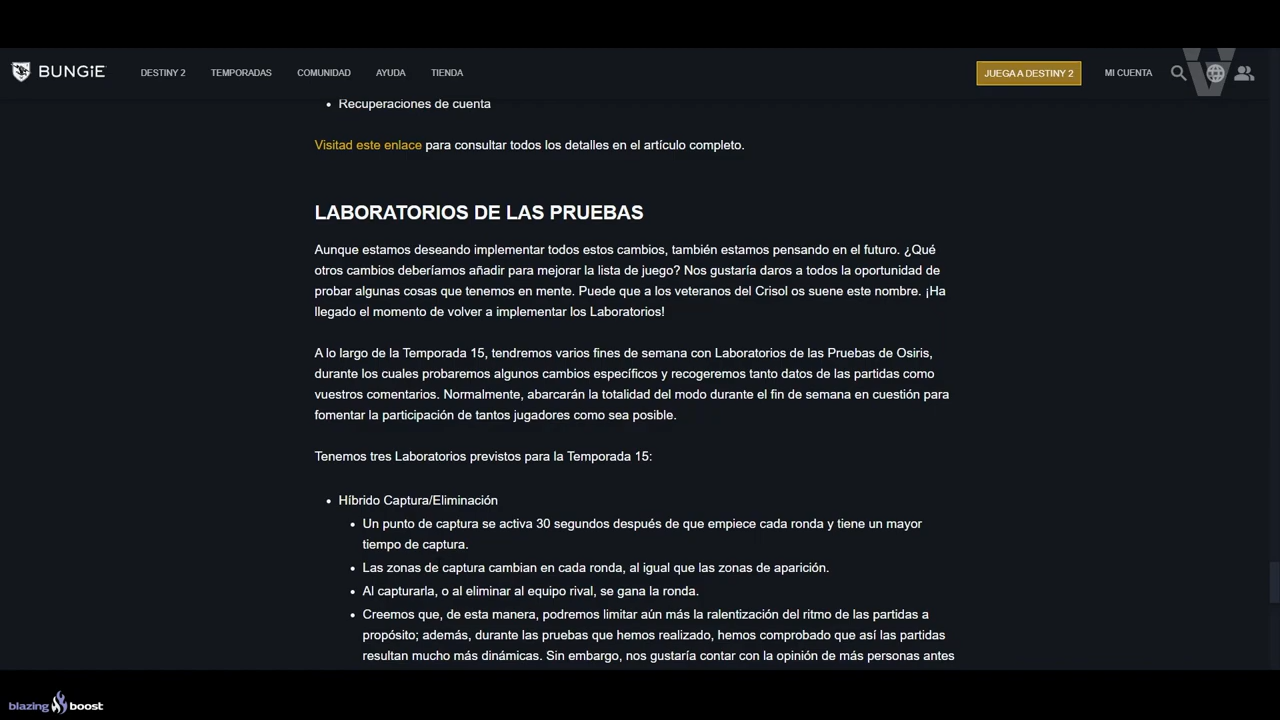 BUNGiE
DESTINY 2
TEMPORADAS
COMUNIDAD
AYUDA
TIENDA
JUEGA A DESTINY 2
MI CUENTA
• Recuperaciones de cuenta
Visitad este enlace para consultar todos los detalles en el artículo completo.
LABORATORIOS DE LAS PRUEBAS
Aunque estamos deseando implementar todos estos cambios, también estamos pensando en el futuro. ¿Qué
otros cambios deberíamos añadir para mejorar la lista de juego? Nos gustaría daros a todos la oportunidad de
probar algunas cosas que tenemos en mente. Puede que a los veteranos del Crisol os suene este nombre. ¡Ha
llegado el momento de volver a implementar los Laboratorios!
A lo largo de la Temporada 15, tendremos varios fines de semana con Laboratorios de las Pruebas de Osiris,
durante los cuales probaremos algunos cambios específicos y recogeremos tanto datos de las partidas como
vuestros comentarios. Normalmente, abarcarán la totalidad del modo durante el fin de semana en cuestión para
fomentar la participación de tantos jugadores como sea posible.
Tenemos tres Laboratorios previstos para la Temporada 15:
• Híbrido Captura/Eliminación
• Un punto de captura se activa 30 segundos después de que empiece cada ronda y tiene un mayor
tiempo de captura.
• Las zonas de captura cambian en cada ronda, al igual que las zonas de aparición.
• Al capturarla, o al eliminar al equipo rival, se gana la ronda.
• Creemos que, de esta manera, podremos limitar aún más la ralentización del ritmo de las partidas a
propósito; además, durante las pruebas que hemos realizado, hemos comprobado que así las partidas
resultan mucho más dinámicas. Sin embargo, nos gustaría contar con la opinión de más personas antes
blazing boost